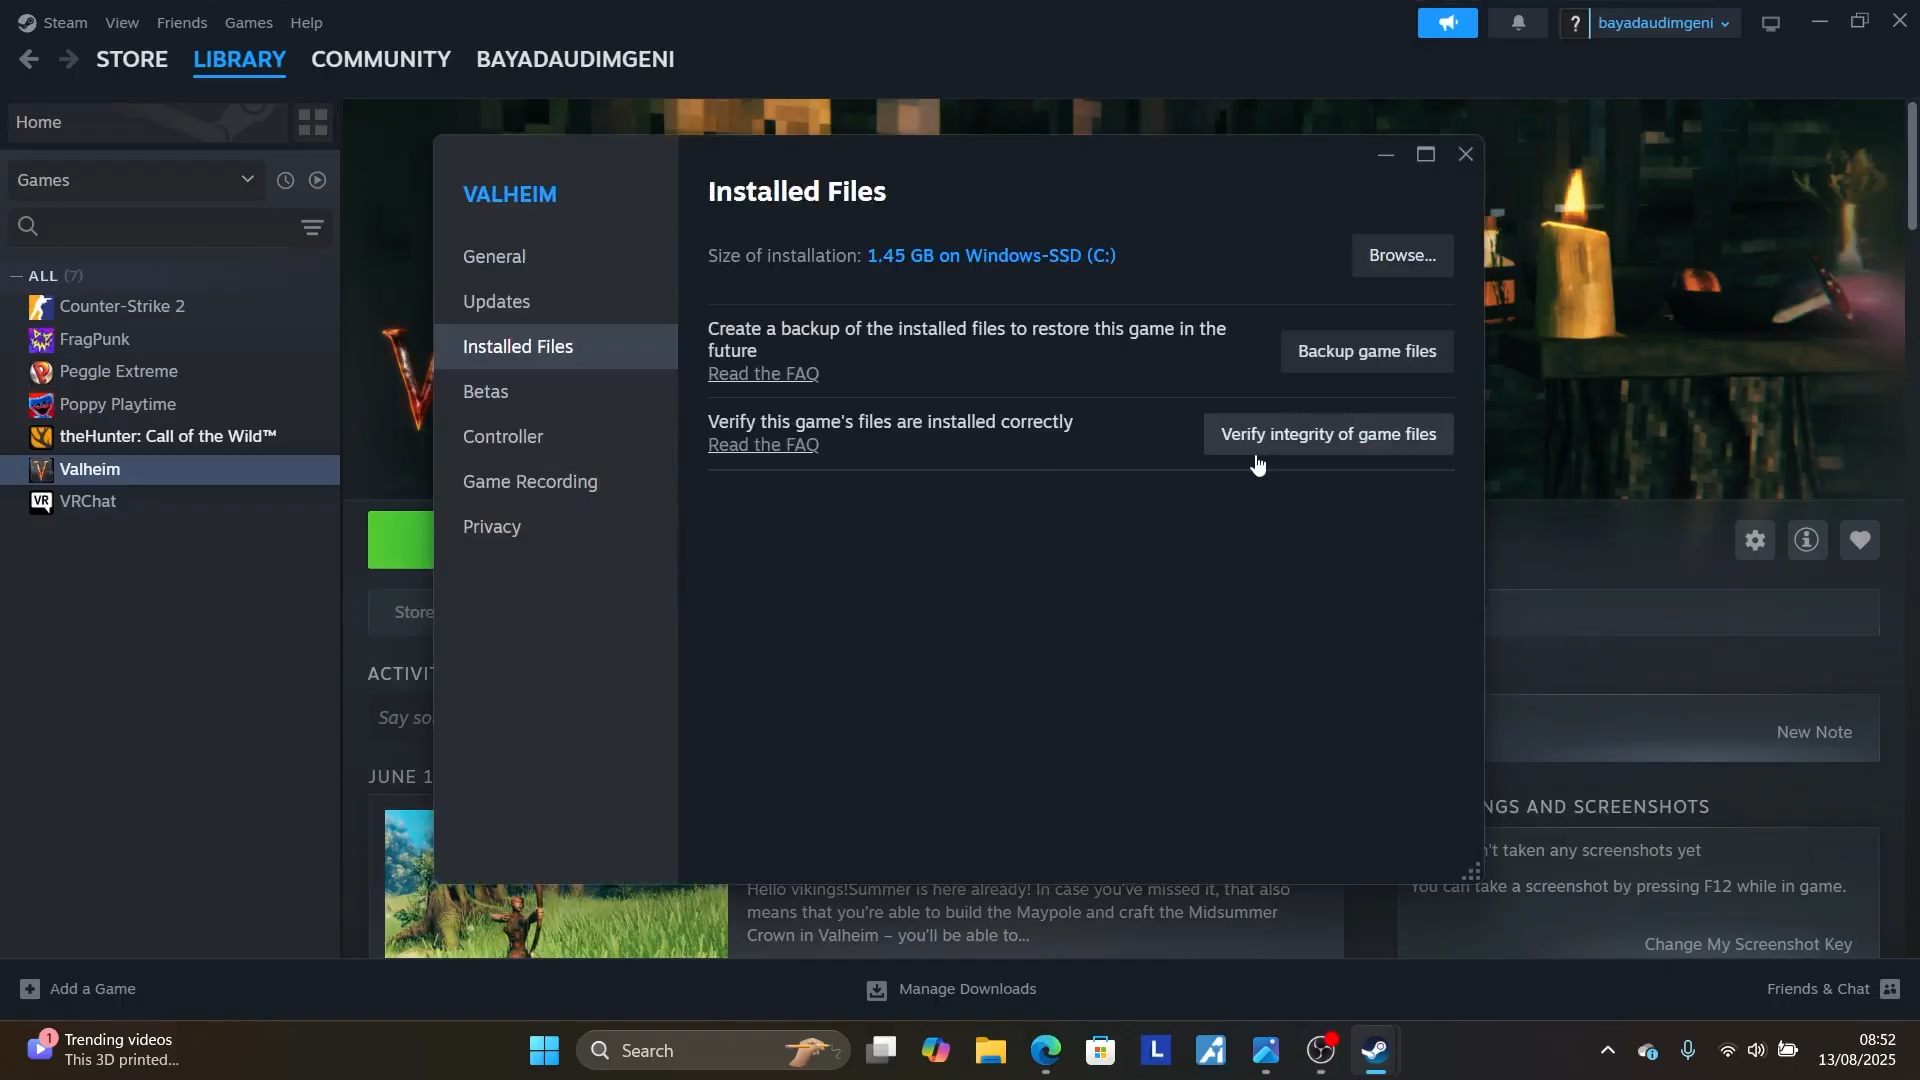 Steam View Friends Games Help
? bayadaudimgeni
STORE LIBRARY COMMUNITY BAYADAUDIMGENI
Home
Games
ALL (7)
Counter-Strike 2
FragPunk
Peggle Extreme
Poppy Playtime
theHunter: Call of the Wild™
Valheim
VR VRChat
VALHEIM
General
Updates
Installed Files
Betas
Controller
Game Recording
Privacy
Installed Files
Size of installation: 1.45 GB on Windows-SSD (C:)
Browse...
Create a backup of the installed files to restore this game in the
future
Read the FAQ
Backup game files
Verify this game's files are installed correctly
Read the FAQ
Verify integrity of game files
Store
ACTIVIT
Say so
New Note
JUNE 1
NGS AND SCREENSHOTS
n't taken any screenshots yet
You can take a screenshot by pressing F12 while in game.
Change My Screenshot Key
Hello vikings!Summer is here already! In case you've missed it, that also
means that you're able to build the Maypole and craft the Midsummer
Crown in Valheim – you'll be able to...
Add a Game
Manage Downloads
Friends & Chat
1
Trending videos
This 3D printed...
Search
L
08:52
13/08/2025